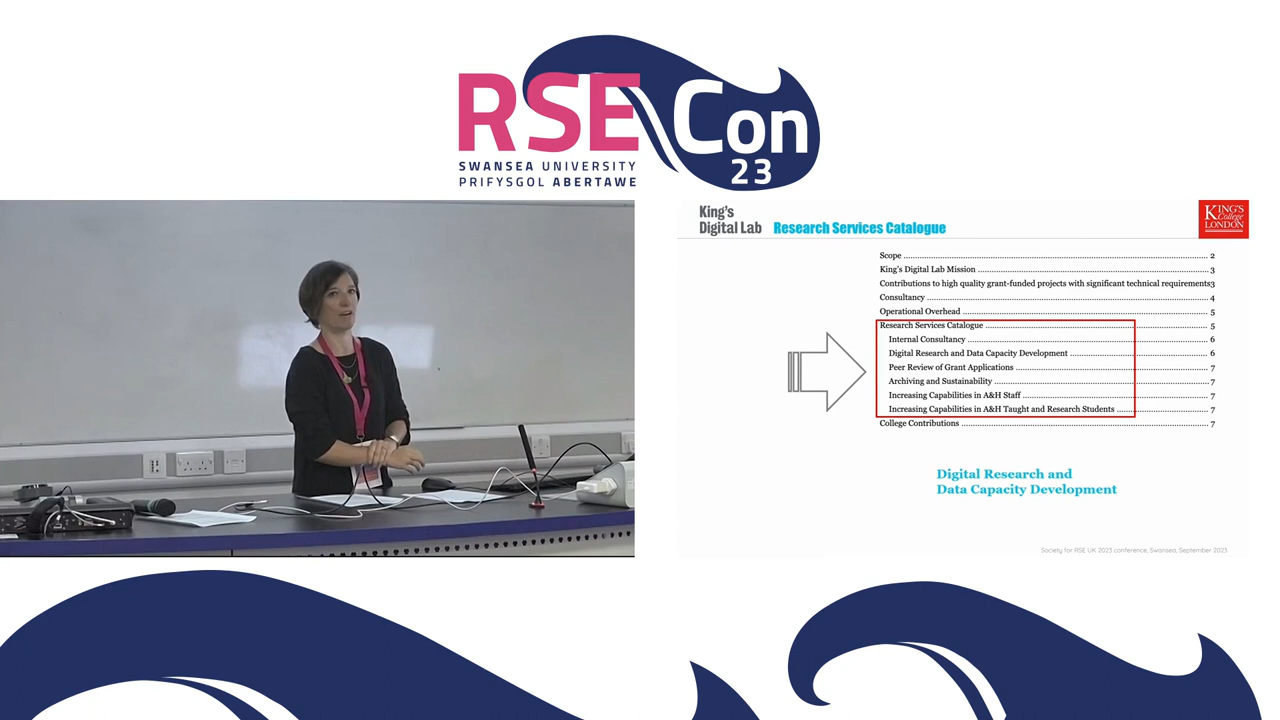 RSE Con
23
SWANSEA UNIVERSITY
PRIFYSGOL ABERTAWE
King's
Digital Lab
Research Services Catalogue
KING'S
College
LONDON
Scope ........ 2
King's Digital Lab Mission ........ 3
Contributions to high quality grant-funded projects with significant technical requirements3
Consultancy ........ 4
Operational Overhead ........ 5
Research Services Catalogue ........ 5
Internal Consultancy ........ 6
Digital Research and Data Capacity Development ........ 6
Peer Review of Grant Applications ........ 7
Archiving and Sustainability ........ 7
Increasing Capabilities in A&H Staff ........ 7
Increasing Capabilities in A&H Taught and Research Students ........ 7
College Contributions ........ 7
Digital Research and
Data Capacity Development
Society for RSE UK 2023 conference, Swansea, September 2023